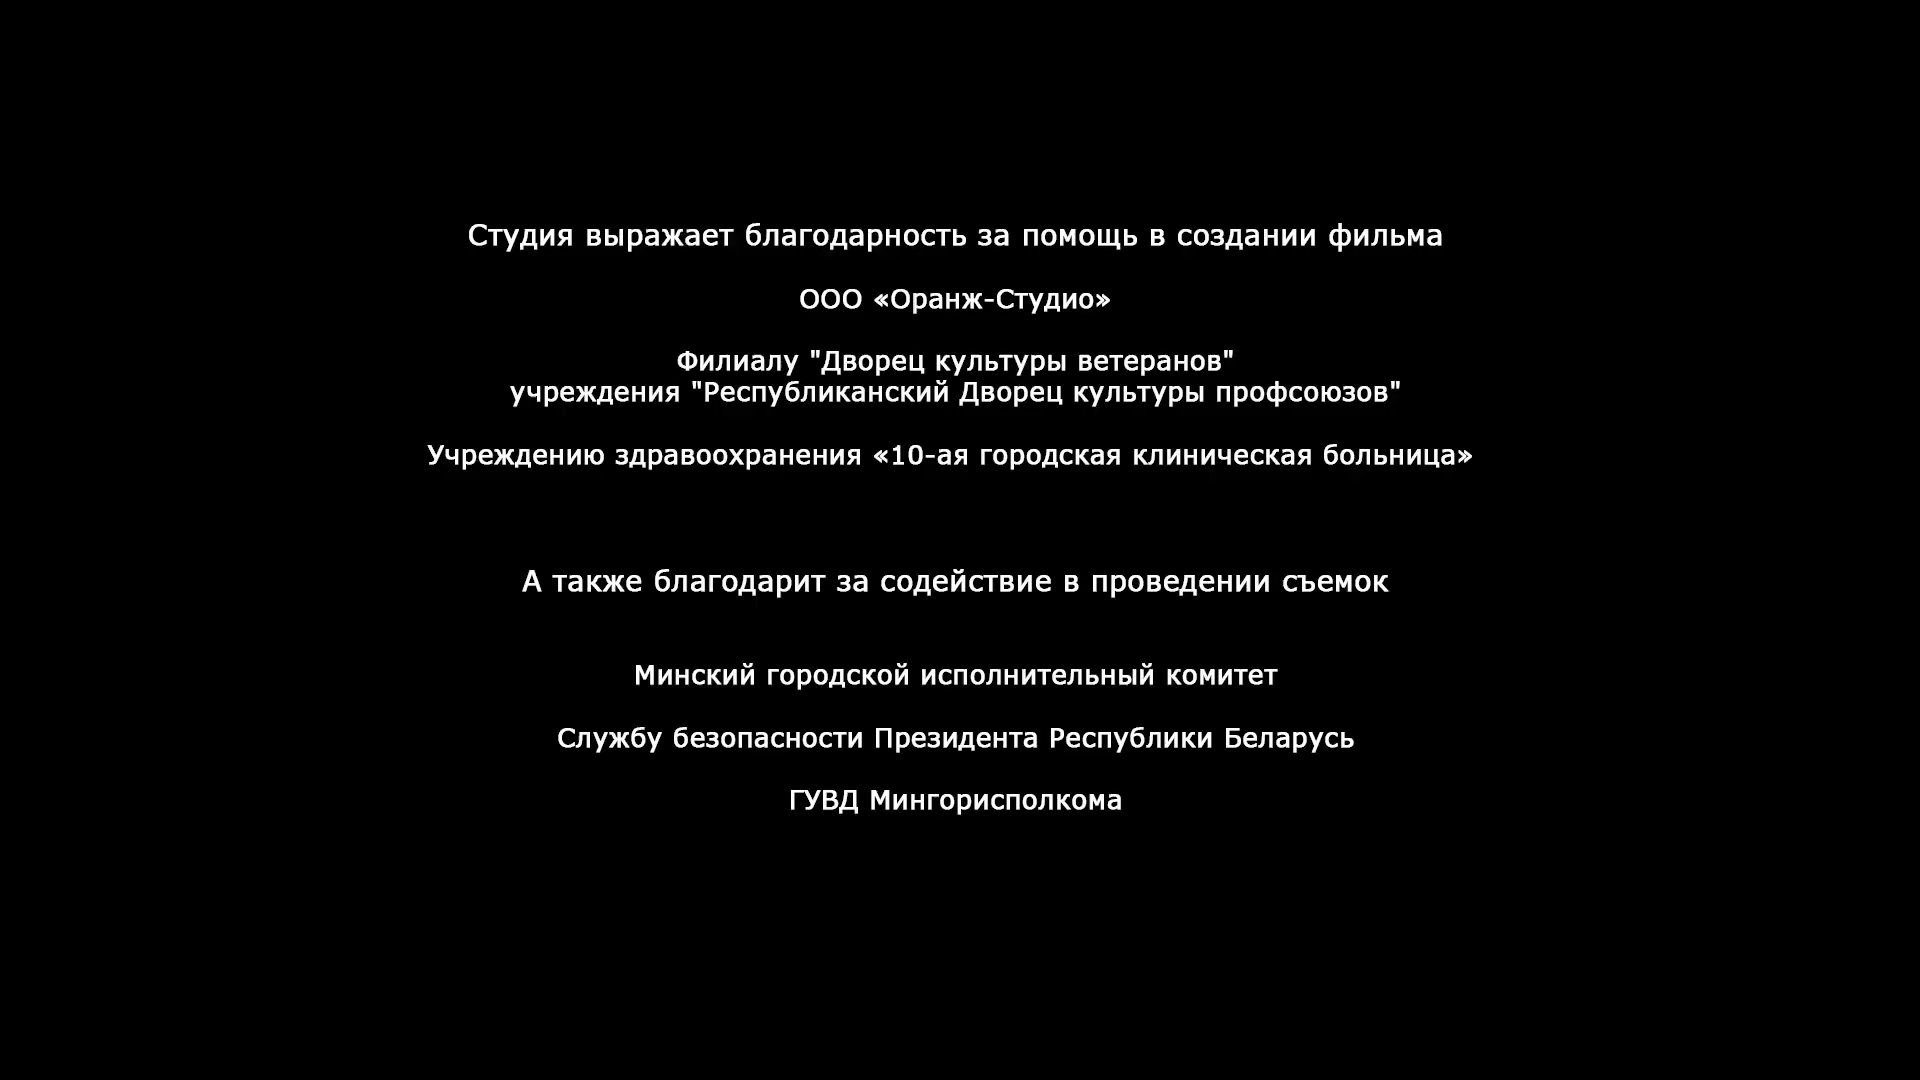 Студия выражает благодарность за помощь в создании фильма
ООО «Оранж-Студио»
Филиалу "Дворец культуры ветеранов"
учреждения "Республиканский Дворец культуры профсоюзов"
Учреждению здравоохранения «10-ая городская клиническая больница»
А также благодарит за содействие в проведении съемок
Минский городской исполнительный комитет
Службу безопасности Президента Республики Беларусь
ГУВД Мингорисполкома